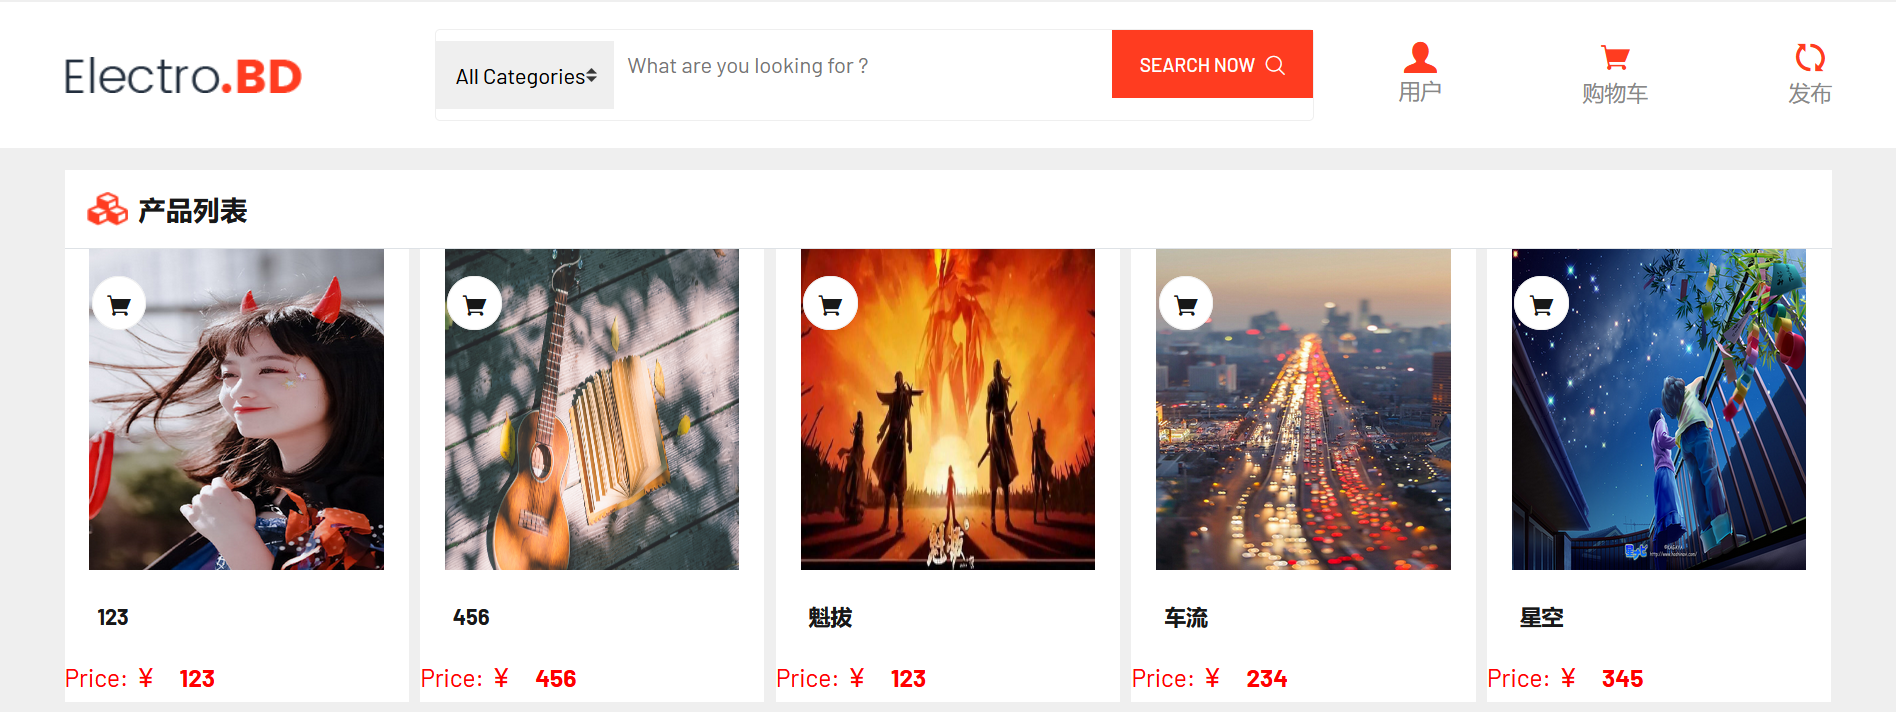 Electro.BD
All Categories
What are you looking for ?
SEARCH NOW
用户
购物车
发布
产品列表
魁拔
123
456
魁拔
车流
星空
Price: ¥ 123
Price: ¥ 456
Price: ¥ 123
Price: ¥ 234
Price: ¥ 345